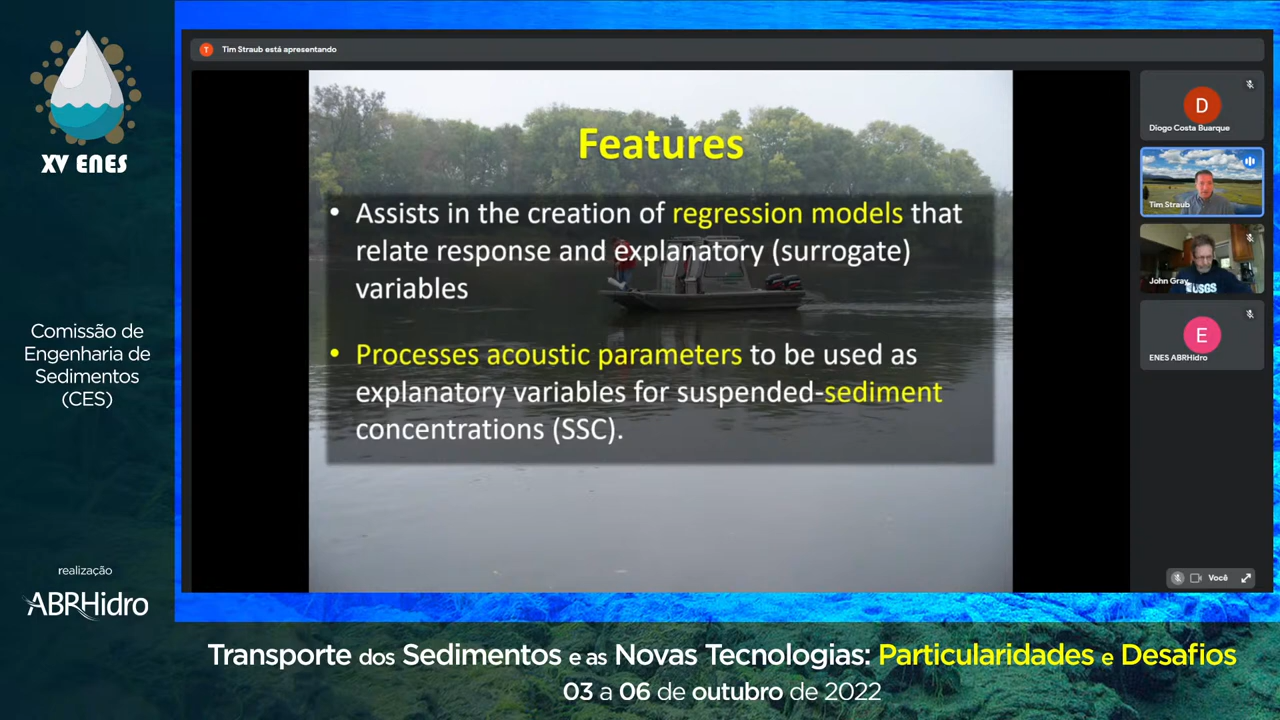 XV ENES
Comissão de
Engenharia de
Sedimentos
(CES)
realização
ABRHidro
T
Tim Straub está apresentando
Features
• Assists in the creation of regression models that
relate response and explanatory (surrogate)
variables
• Processes acoustic parameters to be used as
explanatory variables for suspended-sediment
concentrations (SSC).
D
Diogo Costa Buarque
Tim Straub
John Gray
USGS
E
ENES ABRHidro
Você
Transporte dos Sedimentos e as Novas Tecnologias: Particularidades e Desafios
03 a 06 de outubro de 2022